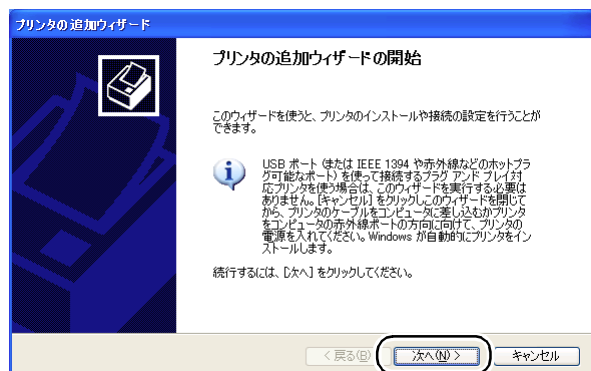 プリンタの追加ウィザード
プリンタの追加ウィザードの開始
このウィザードを使うと、プリンタのインストールや接続の設定を行うことが
できます。
USB ポート (または IEEE 1394 や赤外線などのホットプラ
グ可能なポート) を使って接続するプラグ アンド プレイ対
応プリンタを使う場合は、このウィザードを実行する必要は
ありません。[キャンセル] をクリックしこのウィザードを閉じて
から、プリンタのケーブルをコンピュータに差し込むかプリンタ
をコンピュータの赤外線ポートの方向に向けて、プリンタの
電源を入れてください。Windows が自動的にプリンタをイン
ストールします。
続行するには、[次へ] をクリックしてください。
< 戻る(B)
次へ(N) >
キャンセル